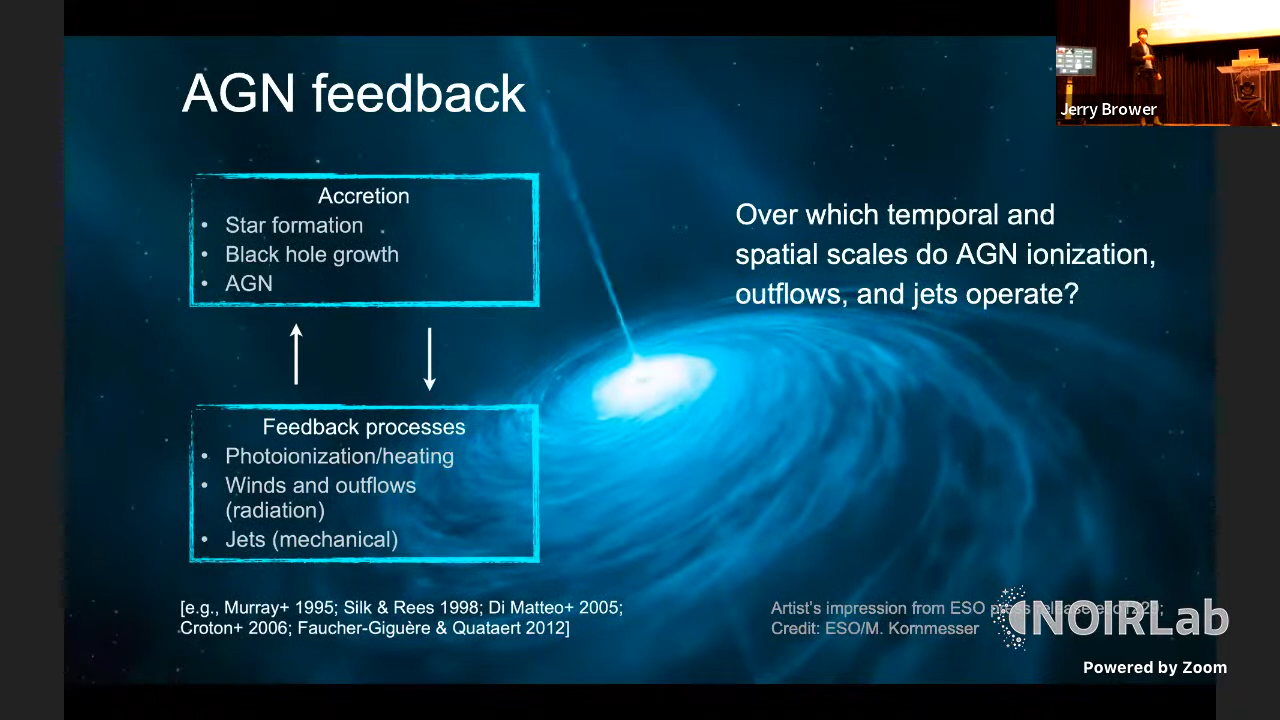 AGN feedback
Jerry Brower
Accretion
• Star formation
• Black hole growth
• AGN
Over which temporal and
spatial scales do AGN ionization,
outflows, and jets operate?
Feedback processes
• Photoionization/heating
• Winds and outflows
(radiation)
• Jets (mechanical)
[e.g., Murray+ 1995; Silk & Rees 1998; Di Matteo+ 2005;
Croton+ 2006; Faucher-Giguère & Quataert 2012]
Artist's impression from ESO press release
Credit: ESO/M. Kornmesser
NOIRLab
Powered by Zoom